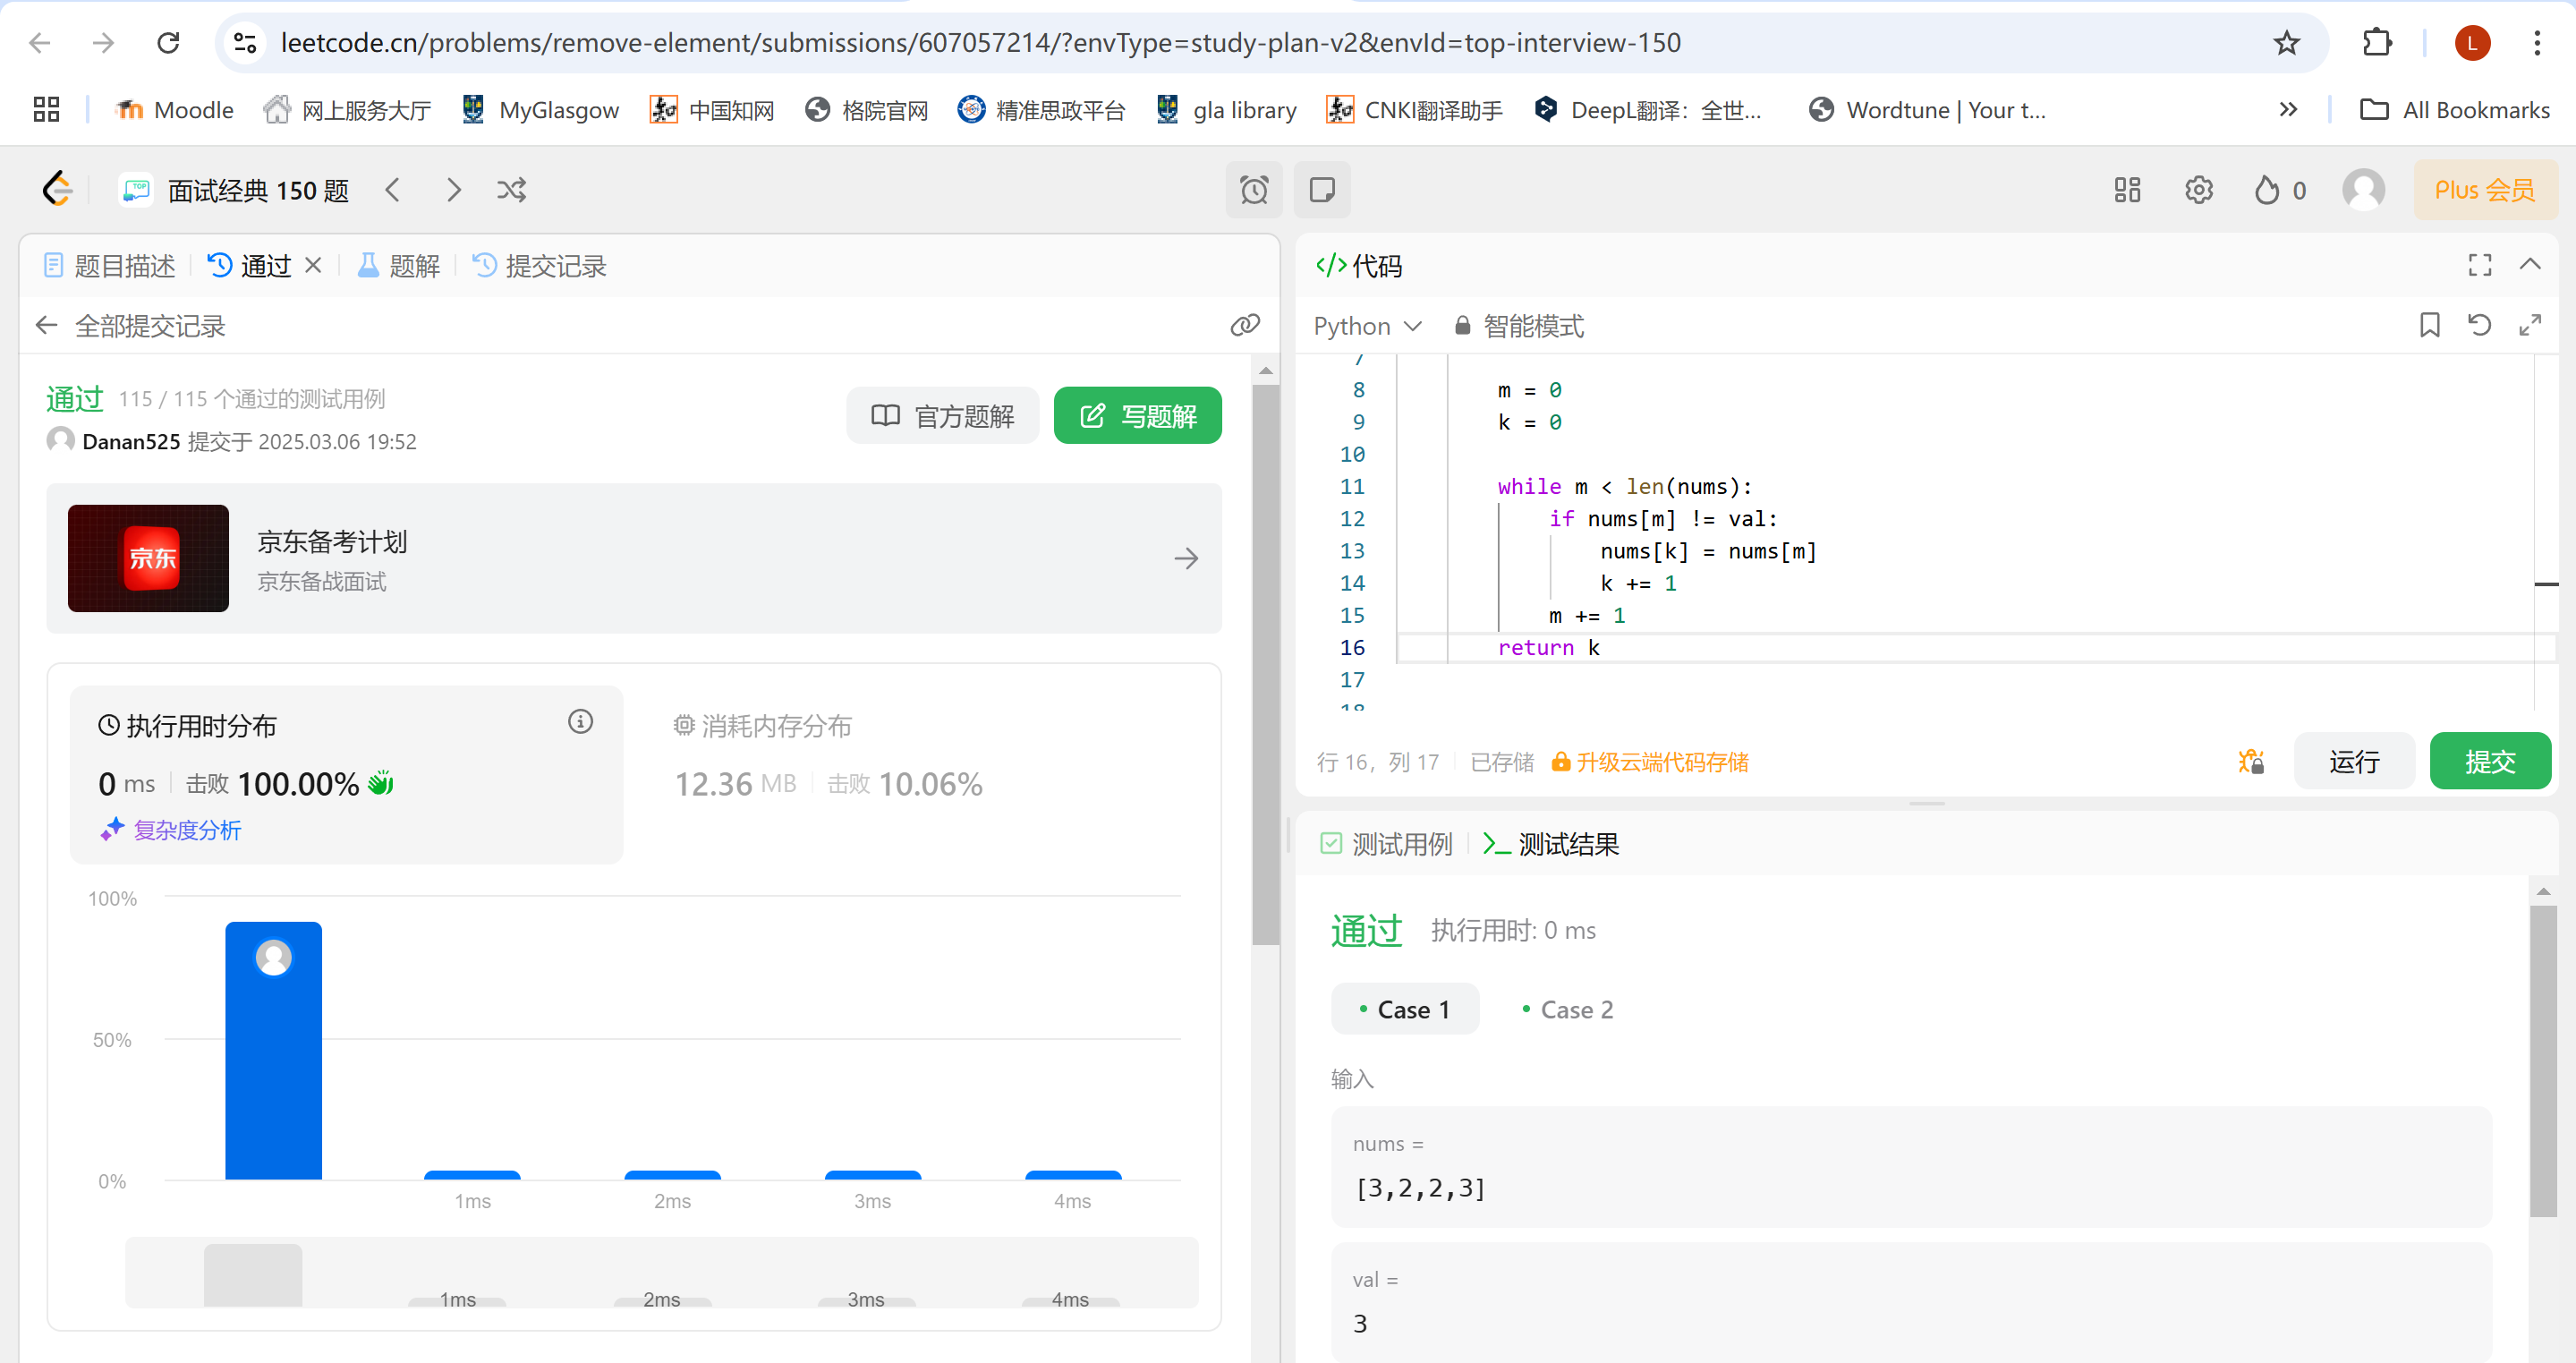 leetcode.cn/problems/remove-element/submissions/607057214/?envType=study-plan-v2&envId=top-interview-150
L
Moodle
网上服务大厅
MyGlasgow
中国知网
格院官网
精准思政平台
gla library
CNKI翻译助手
DeepL翻译：全世...
Wordtune | Your t...
All Bookmarks
TOP
面试经典 150 题
0
Plus 会员
题目描述
通过
题解
提交记录
全部提交记录
通过 115 / 115 个通过的测试用例
Danan525 提交于 2025.03.06 19:52
官方题解
写题解
京东
京东备考计划
京东备战面试
执行用时分布
0 ms 击败 100.00%
复杂度分析
消耗内存分布
12.36 MB 击败 10.06%
100%
50%
0%
1ms 2ms 3ms 4ms
1ms 2ms 3ms 4ms
</> 代码
Python 智能模式
7
8 m = 0
9 k = 0
10
11 while m < len(nums):
12 if nums[m] != val:
13 nums[k] = nums[m]
14 k += 1
15 m += 1
16 return k
17
18
行 16，列 17 已存储 升级云端代码存储
运行
提交
测试用例
测试结果
通过 执行用时: 0 ms
Case 1
Case 2
输入
nums =
[3,2,2,3]
val =
3